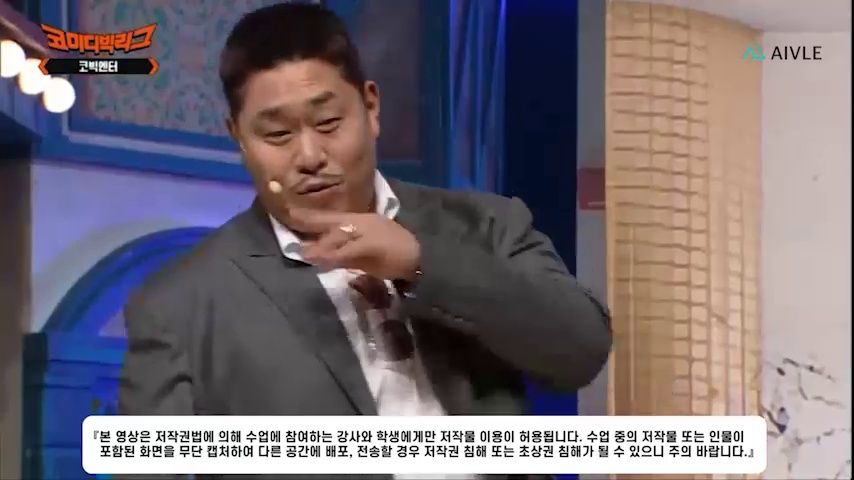 코미디빅리그
코빅엔터
AIVLE
『본 영상은 저작권법에 의해 수업에 참여하는 강사와 학생에게만 저작물 이용이 허용됩니다. 수업 중의 저작물 또는 인물이
포함된 화면을 무단 캡처하여 다른 공간에 배포, 전송할 경우 저작권 침해 또는 초상권 침해가 될 수 있으니 주의 바랍니다.』